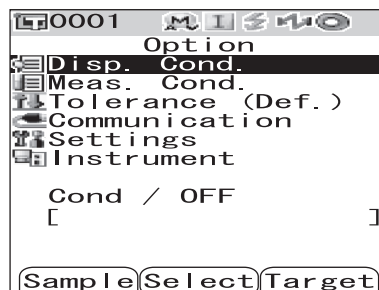 0001 M I
Option
Disp. Cond.
Meas. Cond.
Tolerance (Def.)
Communication
Settings
Instrument
Cond / OFF
[ ]
Sample Select Target